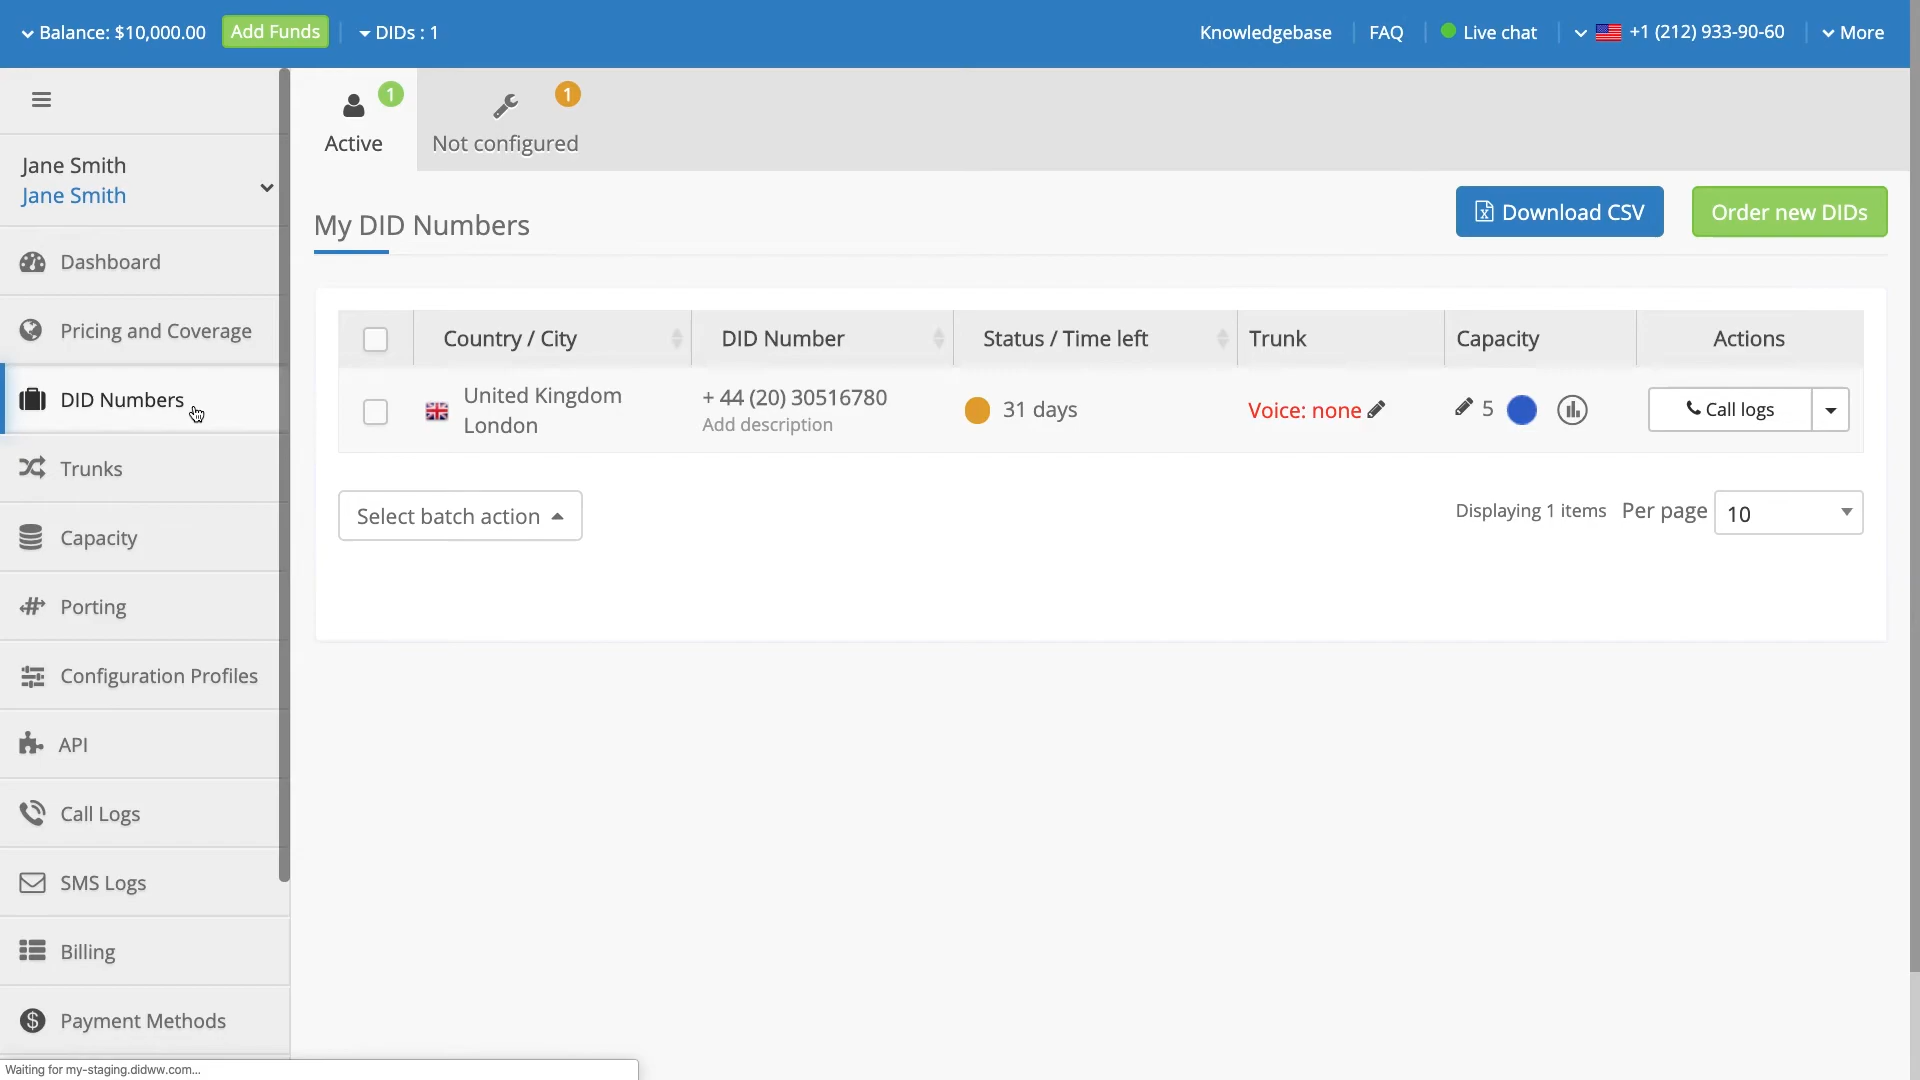 Balance: $10,000.00
Add Funds
DIDs : 1
Knowledgebase
FAQ
Live chat
+1 (212) 933-90-60
More
Jane Smith
Jane Smith
Dashboard
Pricing and Coverage
DID Numbers
Trunks
Capacity
Porting
Configuration Profiles
API
Call Logs
SMS Logs
Billing
Payment Methods
1
Active
1
Not configured
My DID Numbers
Download CSV
Order new DIDs
Country / City
DID Number
Status / Time left
Trunk
Capacity
Actions
United Kingdom
London
+ 44 (20) 30516780
Add description
31 days
Voice: none
5
Call logs
Select batch action
Displaying 1 items
Per page
10
Waiting for my-staging.didww.com...